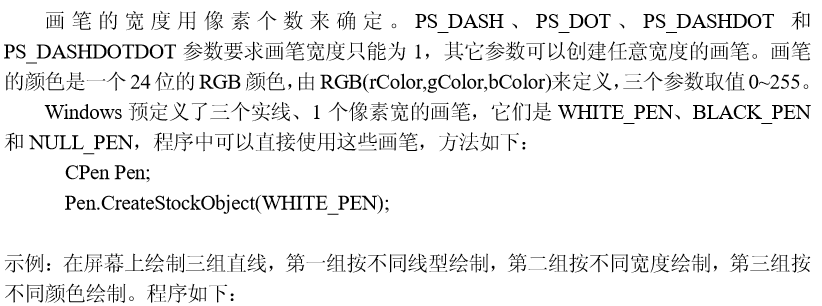 画笔的宽度用像素个数来确定。PS_DASH、PS_DOT、PS_DASHDOT 和
PS_DASHDOTDOT 参数要求画笔宽度只能为 1，其它参数可以创建任意宽度的画笔。画笔
的颜色是一个 24 位的 RGB 颜色，由 RGB(rColor,gColor,bColor)来定义，三个参数取值 0~255。
Windows 预定义了三个实线、1 个像素宽的画笔，它们是 WHITE_PEN、BLACK_PEN
和 NULL_PEN，程序中可以直接使用这些画笔，方法如下：
CPen Pen;
Pen.CreateStockObject(WHITE_PEN);
示例：在屏幕上绘制三组直线，第一组按不同线型绘制，第二组按不同宽度绘制，第三组按
不同颜色绘制。程序如下：